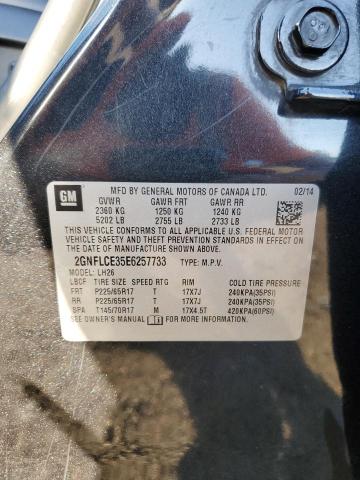 GM
MFD BY GENERAL MOTORS OF CANADA LTD. 02/14
GVWR GAWR FRT GAWR RR
2360 KG 1250 KG 1240 KG
5202 LB 2755 LB 2733 LB
THIS VEHICLE CONFORMS TO ALL APPLICABLE U.S. FEDERAL MOTOR
VEHICLE SAFETY, BUMPER, AND THEFT PREVENTION STANDARDS
IN EFFECT ON THE DATE OF MANUFACTURE SHOWN ABOVE.
2GNFLCE35E6257733 TYPE: M.P.V.
MODEL: LH26
LBCF TIRE SIZE SPEED RTG RIM COLD TIRE PRESSURE
FRT P225/65R17 T 17X7J 240KPA(35PSI)
RR P225/65R17 T 17X7J 240KPA(35PSI)
SPA T145/70R17 M 17X4.5T 420KPA(60PSI)
SEE OWNER'S MANUAL FOR ADDITIONAL INFORMATION.